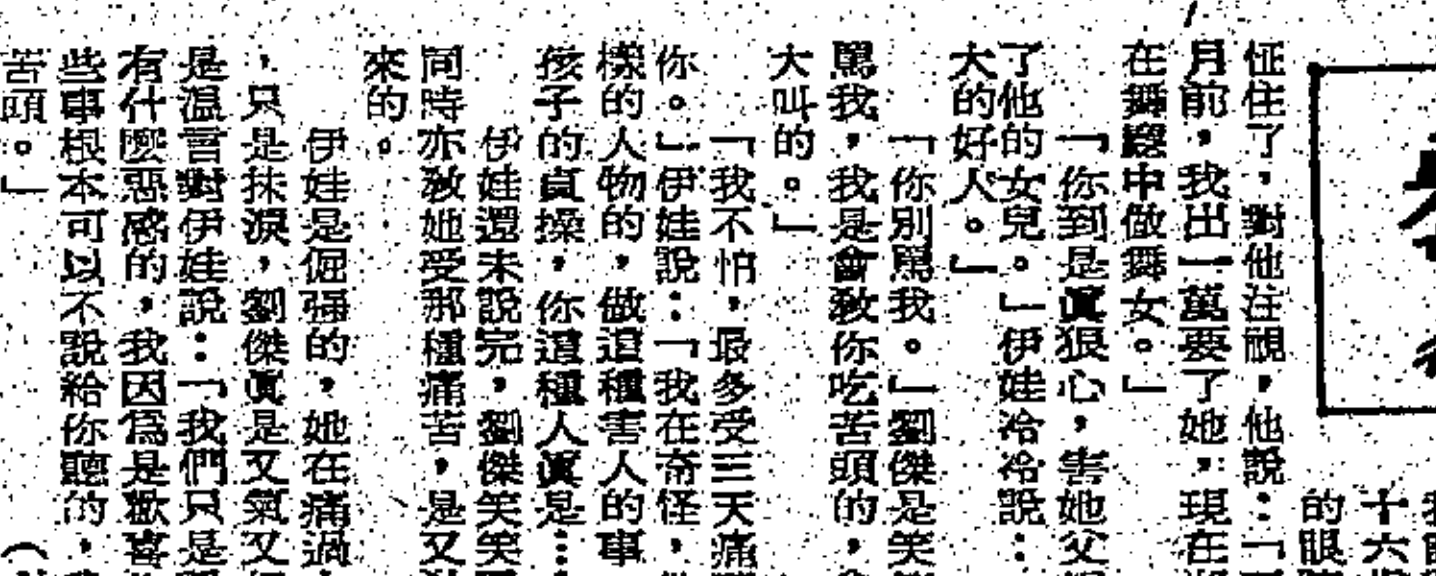 的眼
十六
怔住了，對他注視，他說：「
月前，我出一萬要了她，現在
在舞廳中做舞女。」
「你到是眞狠心，害她父
了他的女兒。」伊娃冷冷說：
大的好人。」
「你別罵我。」劉傑是笑
罵我，我是會敎你吃苦頭的，
大叫的。」
「我不怕，最多受三天痛
你。」伊娃說：「我在奇怪，
樣的人物的，做這種害人的事
孩子的貞操，你這種人眞是：
伊娃還未說完，劉傑笑笑
同時亦敎她受那種痛苦，是又
來的。
伊娃是倔强的，她在痛過
，只是抹淚，劉傑眞是又氣又
是溫言對伊娃說：「我們只是
有什麼惡感的，我因爲是歡喜
些事根本可以不說給你聽的，
苦頭。」